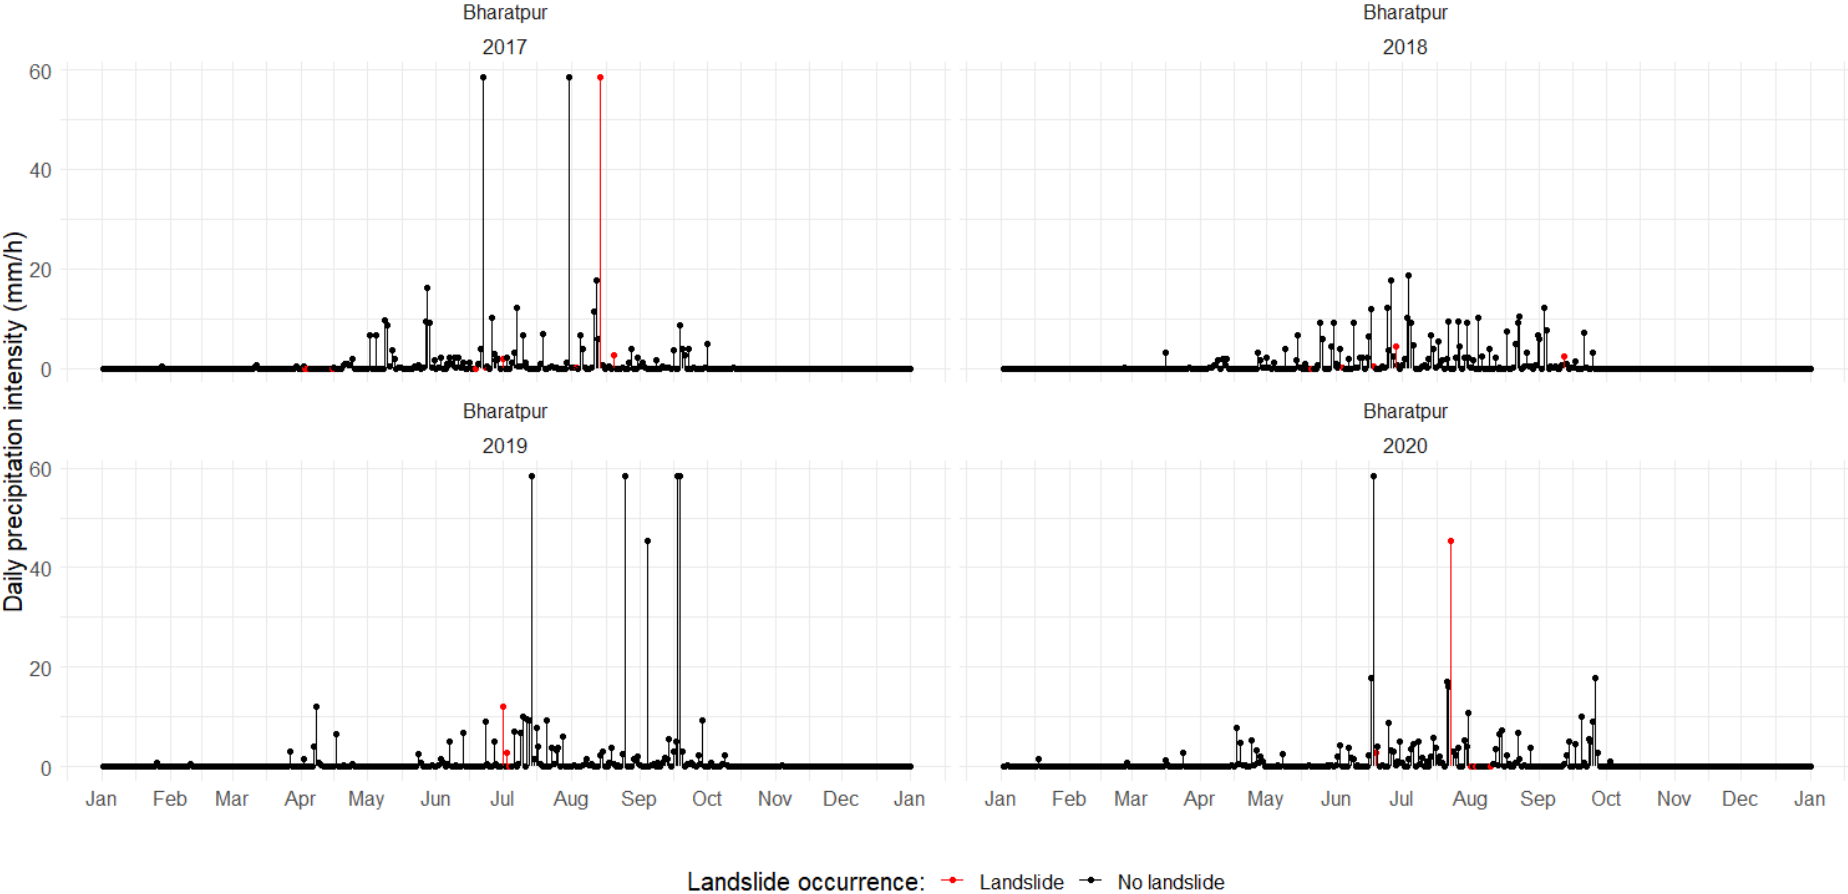 Bharatpur
2017
Bharatpur
2018
Daily precipitation intensity (mm/h)
60
40
20
0
Bharatpur
2019
Bharatpur
2020
60
40
20
0
Jan Feb Mar Apr May Jun Jul Aug Sep Oct Nov Dec Jan
Jan Feb Mar Apr May Jun Jul Aug Sep Oct Nov Dec Jan
Landslide occurrence: Landslide No landslide